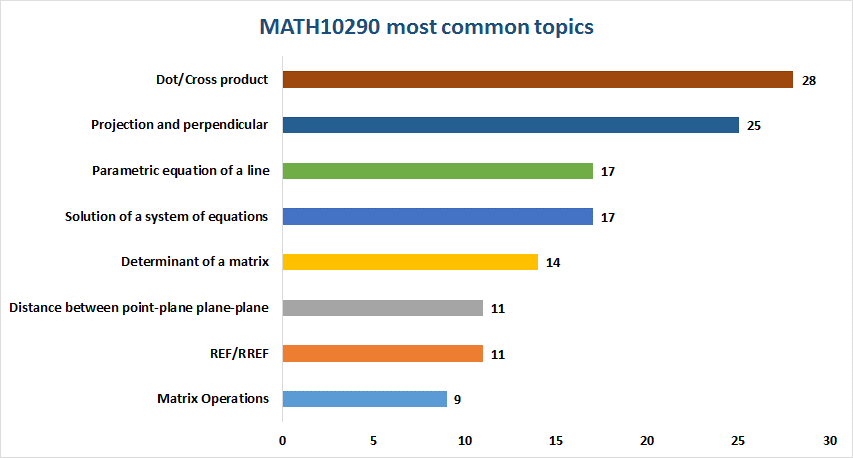 MATH10290 most common topics
Dot/Cross product 28
Projection and perpendicular 25
Parametric equation of a line 17
Solution of a system of equations 17
Determinant of a matrix 14
Distance between point-plane plane-plane 11
REF/RREF 11
Matrix Operations 9
0 5 10 15 20 25 30